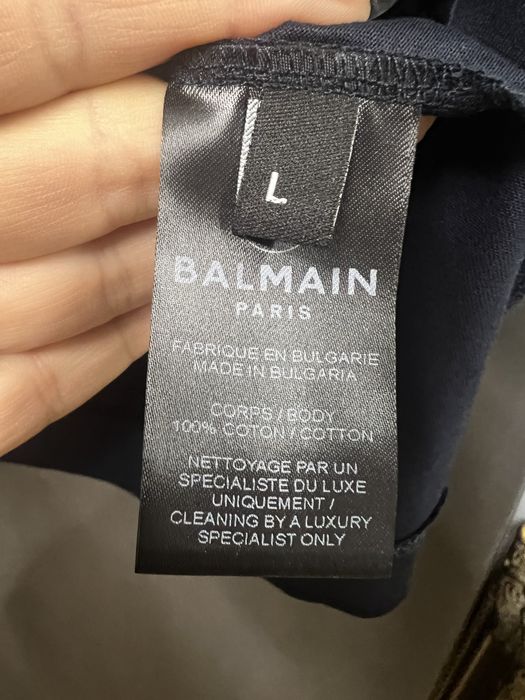 L
BALMAIN
PARIS
FABRIQUE EN BULGARIE
MADE IN BULGARIA
CORPS / BODY
100% COTON / COTTON
NETTOYAGE PAR UN
SPECIALISTE DU LUXE
UNIQUEMENT /
CLEANING BY A LUXURY
SPECIALIST ONLY